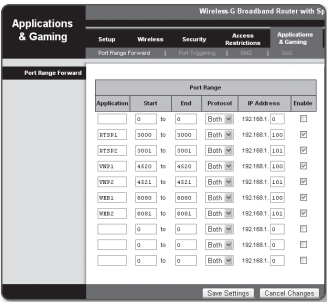 Wireless-G Broadband Router with Sp
Applications
& Gaming
Setup Wireless Security Access Restrictions Applications & Gaming
Port Range Forward | Port Triggering | DMZ | QoS
Port Range Forward
Port Range
Application Start End Protocol IP Address Enable
0 to 0 Both 192.168.1. 0
RTSP1 3000 to 3000 Both 192.168.1. 100
RTSP2 3001 to 3001 Both 192.168.1. 101
VNP1 4520 to 4520 Both 192.168.1. 100
VNP2 4521 to 4521 Both 192.168.1. 101
WEB1 8080 to 8080 Both 192.168.1. 100
WEB2 8081 to 8081 Both 192.168.1. 101
0 to 0 Both 192.168.1. 0
0 to 0 Both 192.168.1. 0
0 to 0 Both 192.168.1. 0
Save Settings Cancel Changes